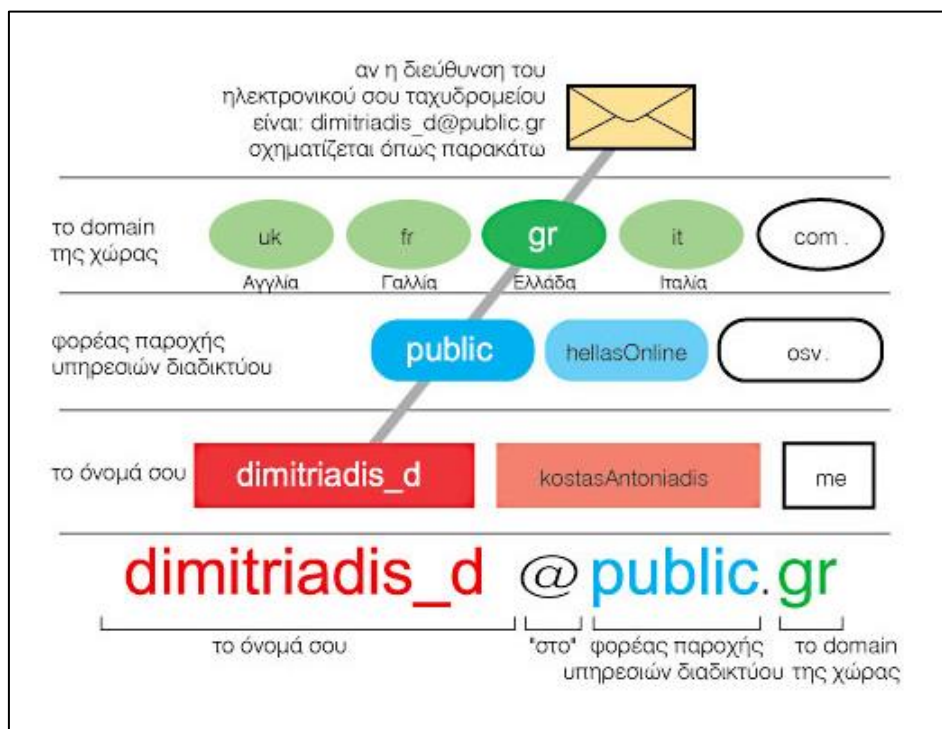 αν η διεύθυνση του
ηλεκτρονικού σου ταχυδρομείου
είναι: dimitriadis_d@public.gr
σχηματίζεται όπως παρακάτω
το domain
της χώρας
uk
fr
gr
it
com .
Αγγλία
Γαλλία
Ελλάδα
Ιταλία
φορέας παροχής
υπηρεσιών διαδικτύου
public
hellasOnline
osv.
το όνομά σου
dimitriadis_d
kostasAntoniadis
me
dimitriadis_d @ public.gr
το όνομά σου
"στο"
φορέας παροχής
υπηρεσιών διαδικτύου
το domain
της χώρας